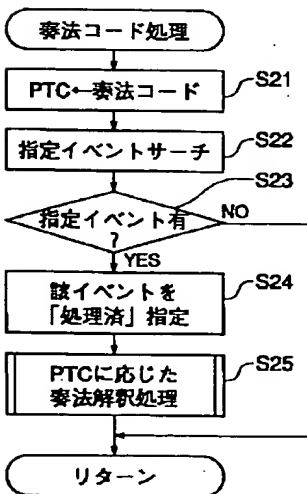 奏法コード処理
PTC←奏法コード
S21
指定イベントサーチ
S22
S23
指定イベント有
?
NO
YES
該イベントを
「処理済」指定
S24
PTCに応じた
奏法解釈処理
S25
リターン